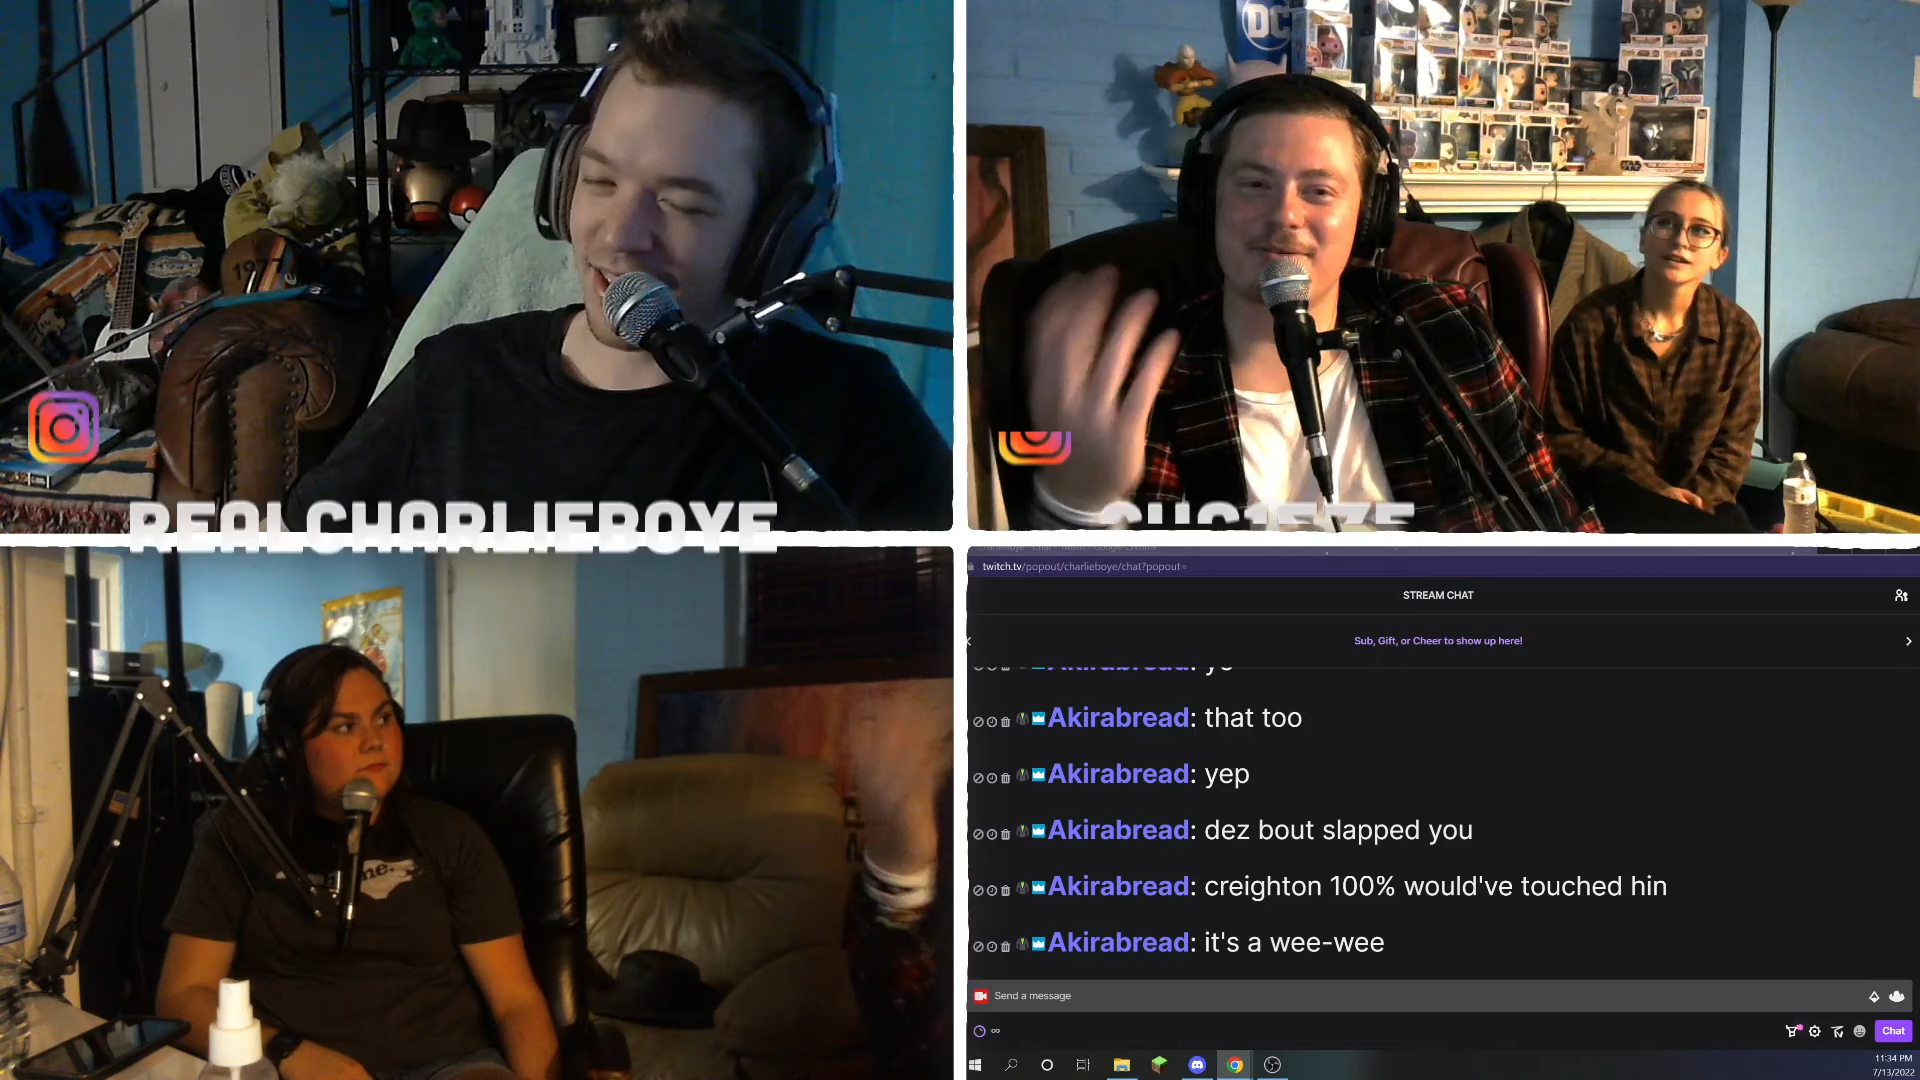 DC
1977
REALCHARLIEBOYE
me.
twitch.tv/popout/charlieboye/chat?popout=
STREAM CHAT
Sub, Gift, or Cheer to show up here!
Akirabread: that too
Akirabread: yep
Akirabread: dez bout slapped you
Akirabread: creighton 100% would've touched hin
Akirabread: it's a wee-wee
Send a message
Chat
11:34 PM
7/13/2022